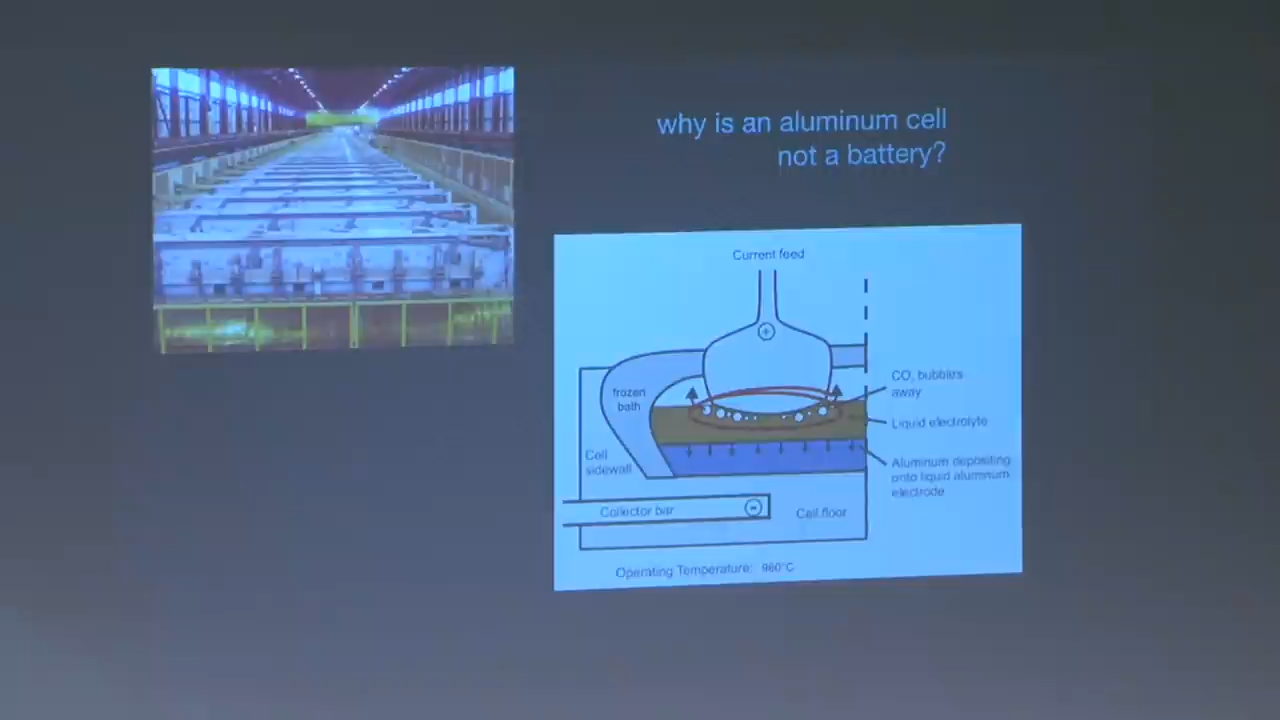 why is an aluminum cell
not a battery?
Current feed
frozen
bath
CO₂ bubbles
away
Liquid electrolyte
Cell
sidewall
Aluminum depositing
onto liquid aluminum
electrode
Collector bar
Cell floor
Operating Temperature: 960°C